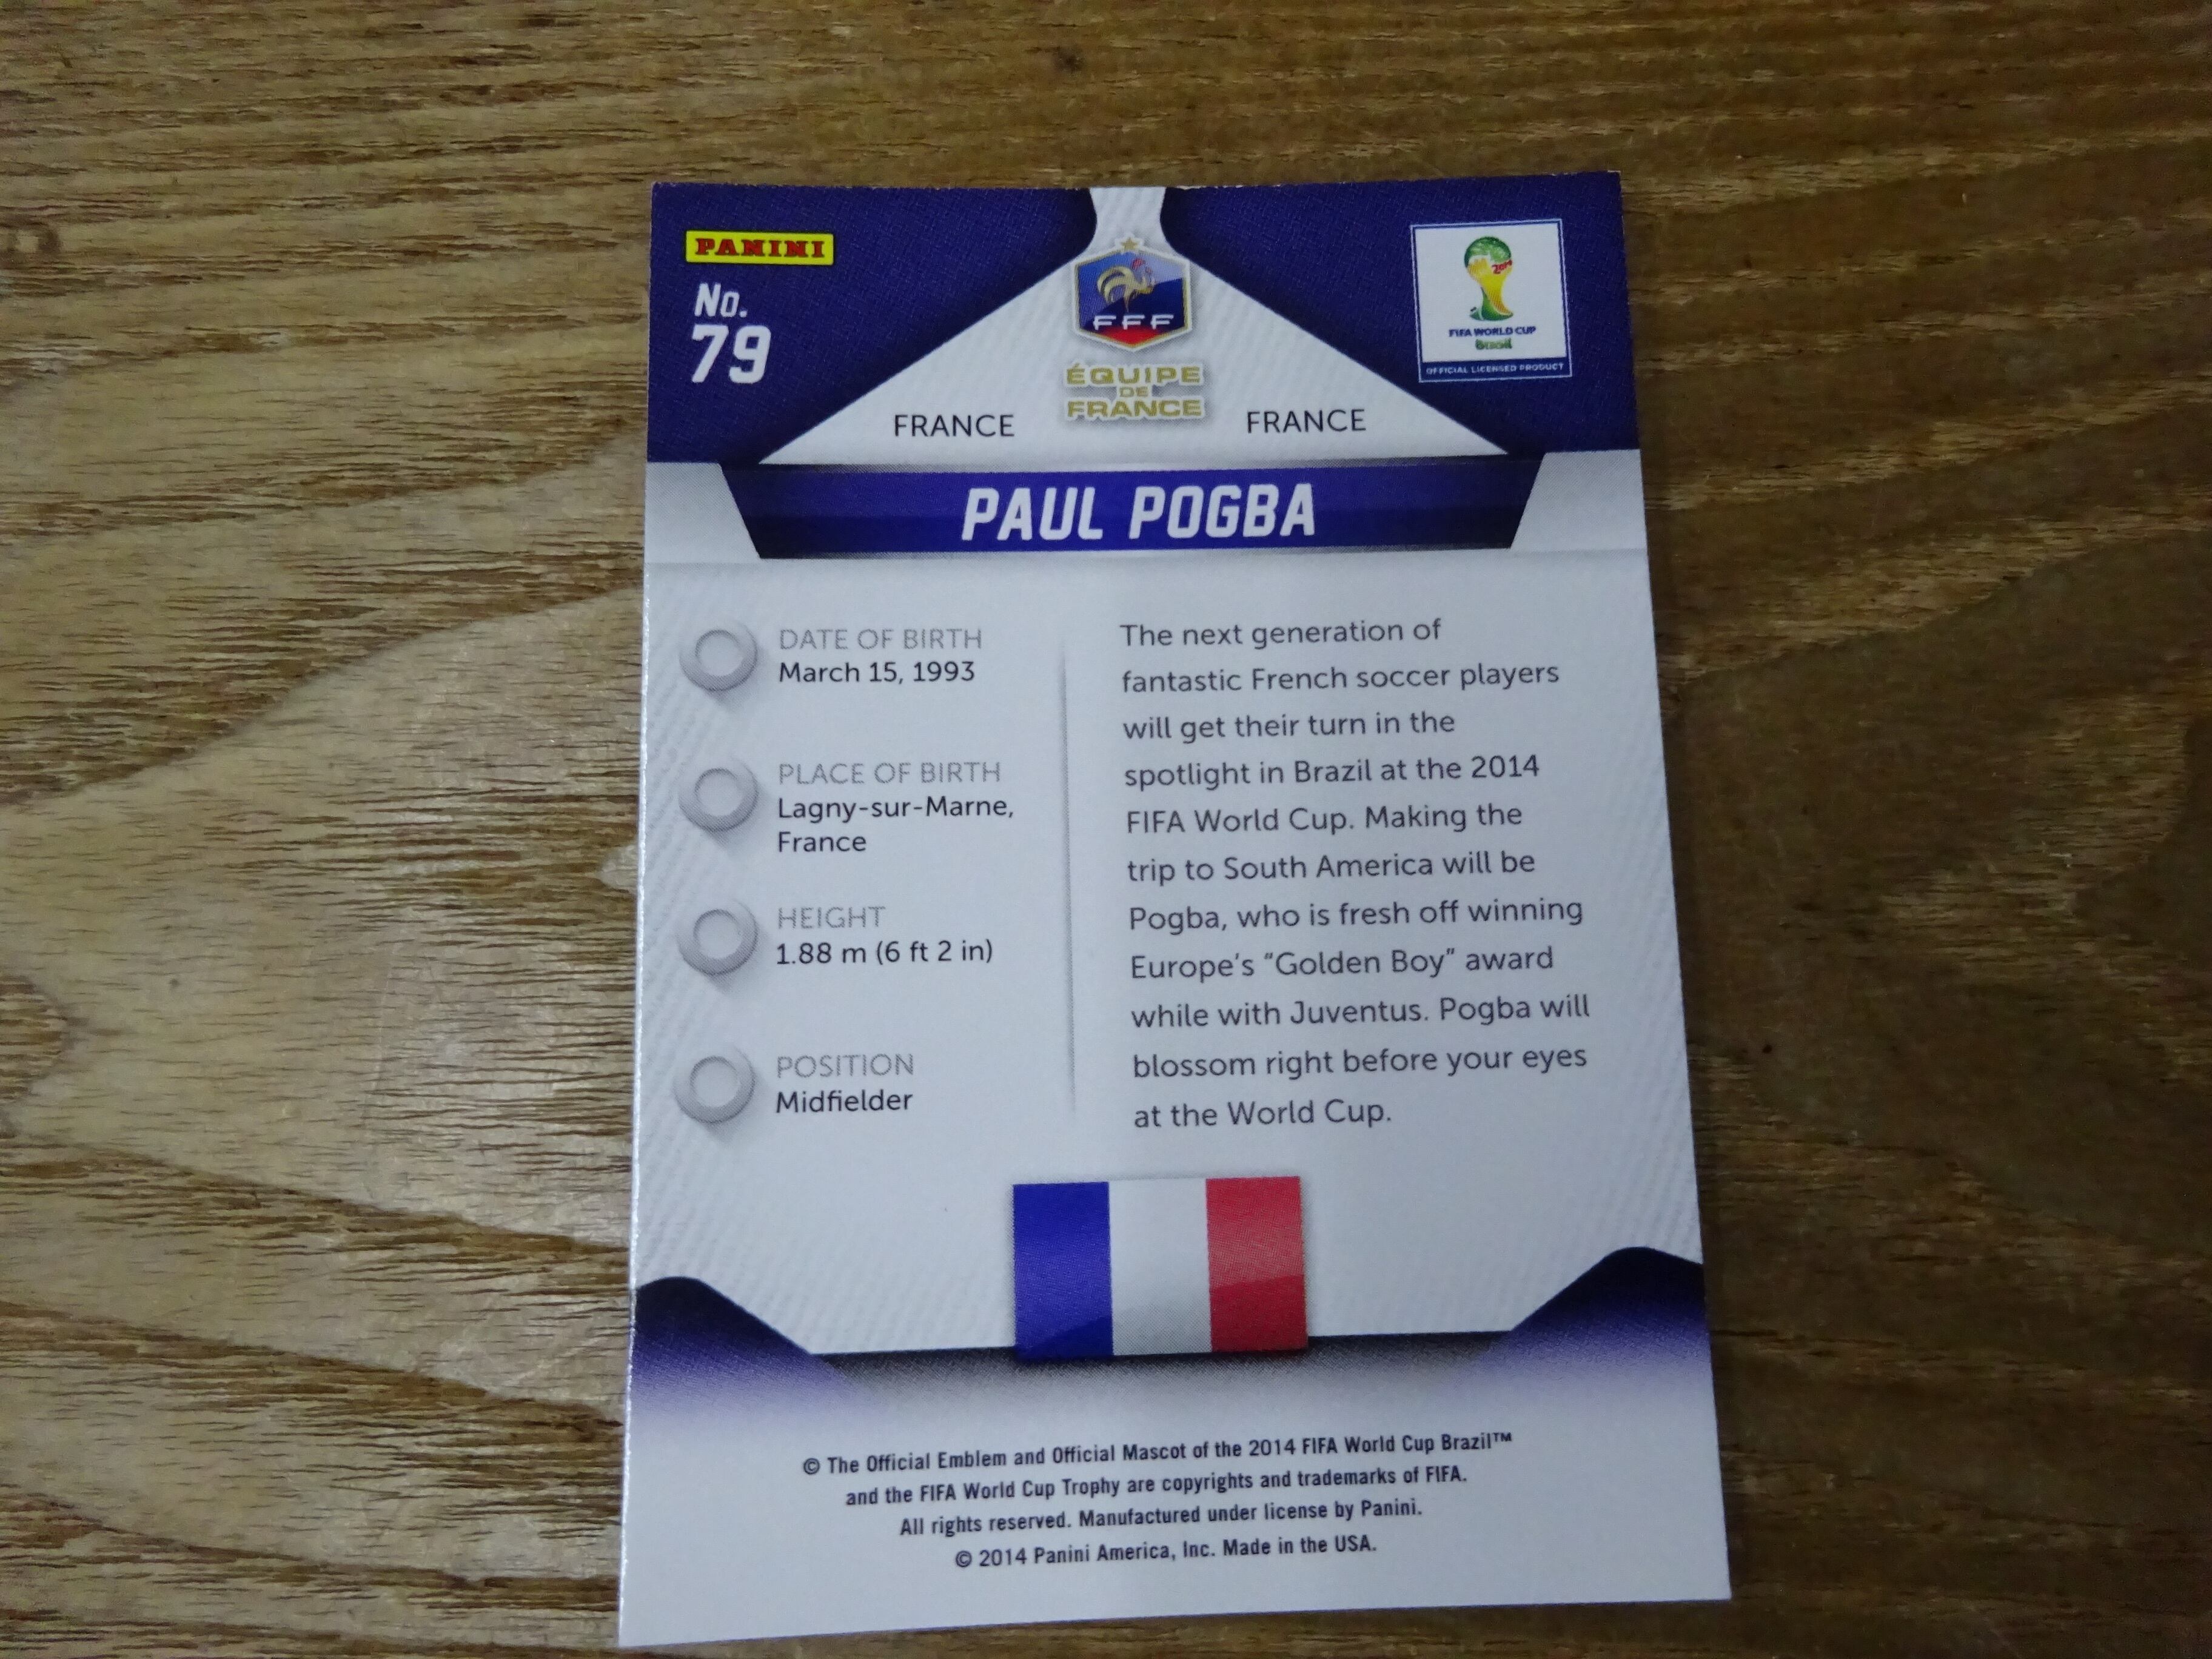 PANINI
No.
79
FFF
ÉQUIPE
DE
FRANCE
FRANCE
FRANCE
2014
FIFA WORLD CUP
Brasil
OFFICIAL LICENSED PRODUCT
PAUL POGBA
DATE OF BIRTH
March 15, 1993
PLACE OF BIRTH
Lagny-sur-Marne,
France
HEIGHT
1.88 m (6 ft 2 in)
POSITION
Midfielder
The next generation of
fantastic French soccer players
will get their turn in the
spotlight in Brazil at the 2014
FIFA World Cup. Making the
trip to South America will be
Pogba, who is fresh off winning
Europe's “Golden Boy” award
while with Juventus. Pogba will
blossom right before your eyes
at the World Cup.
© The Official Emblem and Official Mascot of the 2014 FIFA World Cup Brazil™
and the FIFA World Cup Trophy are copyrights and trademarks of FIFA.
All rights reserved. Manufactured under license by Panini.
© 2014 Panini America, Inc. Made in the USA.